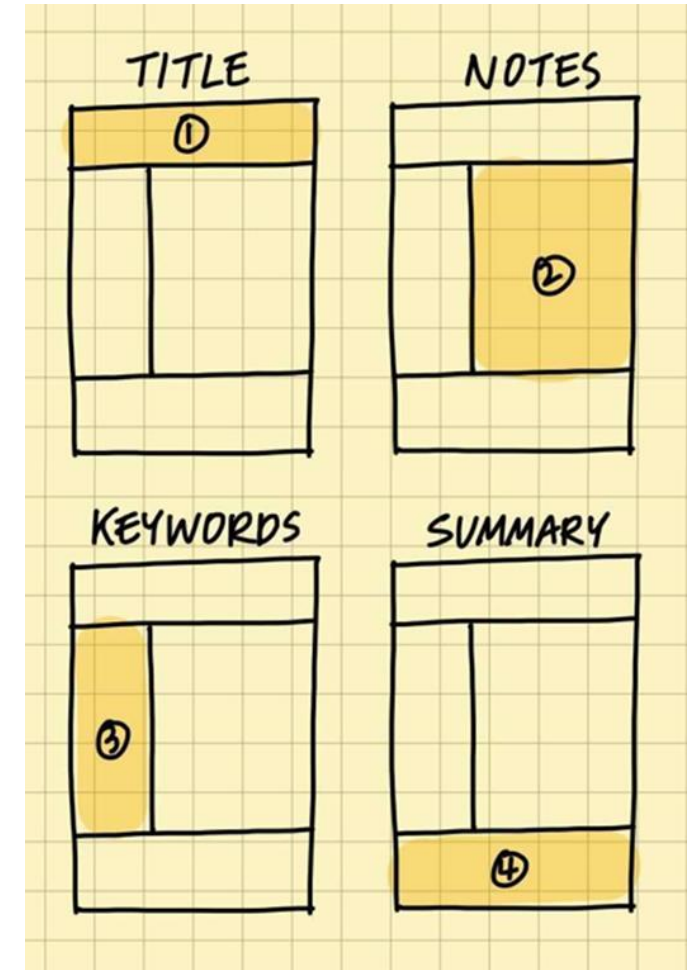 TITLE
NOTES
①
②
KEYWORDS
SUMMARY
③
④